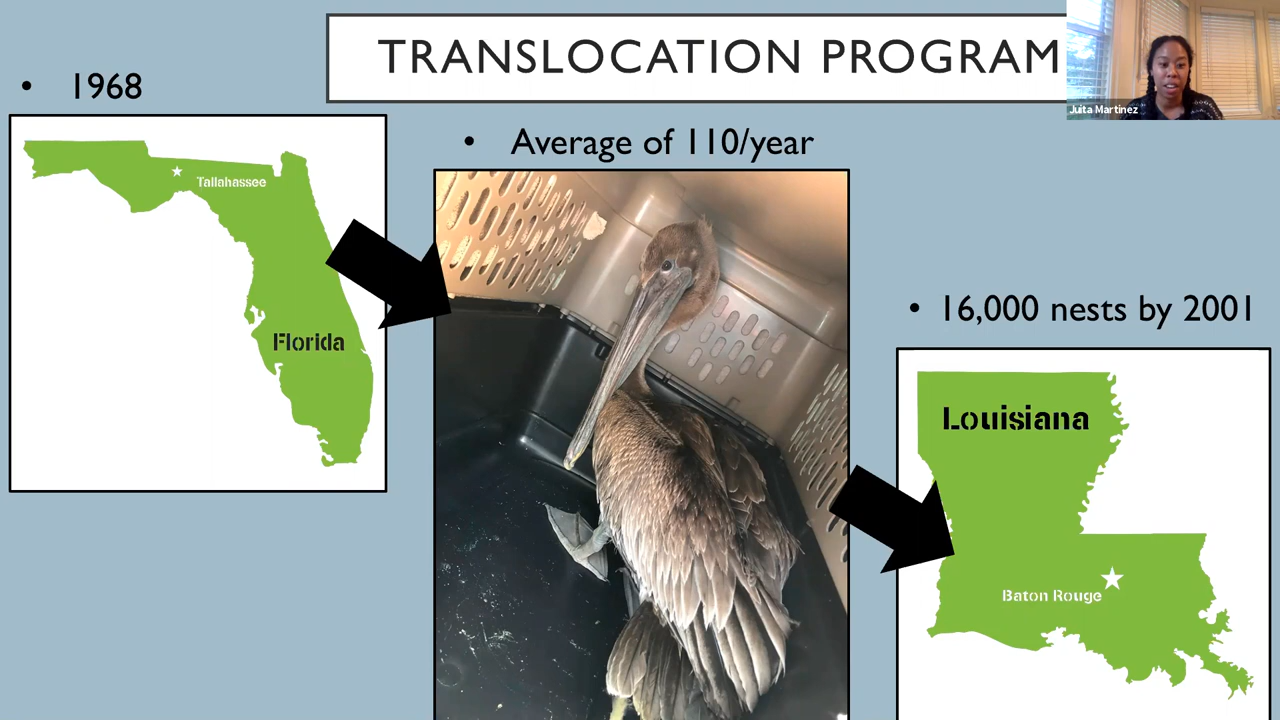 TRANSLOCATION PROGRAM
Juita Martinez
• 1968
Tallahassee
Florida
• Average of 110/year
• 16,000 nests by 2001
Louisiana
Baton Rouge